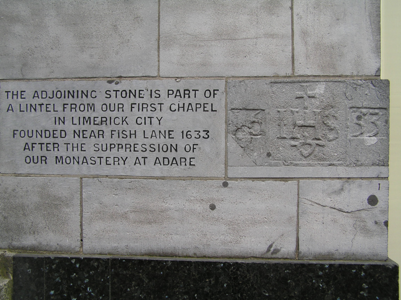 THE ADJOINING STONE IS PART OF
A LINTEL FROM OUR FIRST CHAPEL
IN LIMERICK CITY
FOUNDED NEAR FISH LANE 1633
AFTER THE SUPPRESSION OF
OUR MONASTERY AT ADARE
IHS